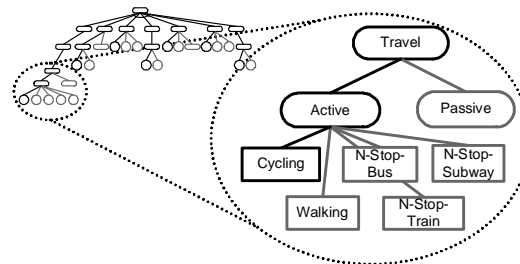 Travel
Active
Passive
Cycling
N-Stop-
Bus
N-Stop-
Subway
Walking
N-Stop-
Train